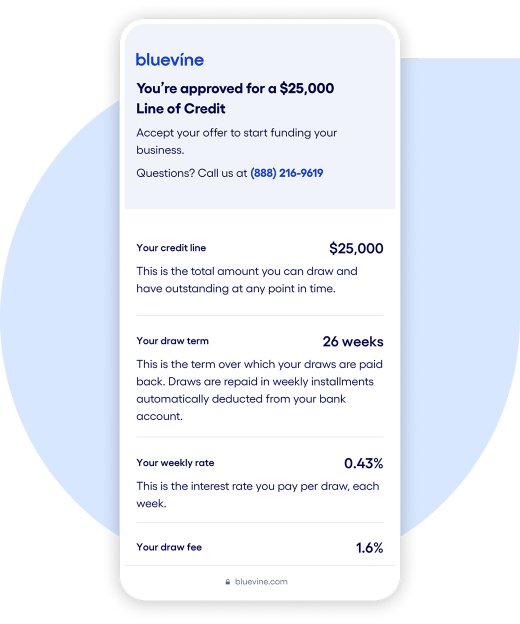 bluevine
You're approved for a $25,000
Line of Credit
Accept your offer to start funding your
business.
Questions? Call us at (888) 216-9619
Your credit line $25,000
This is the total amount you can draw and
have outstanding at any point in time.
Your draw term 26 weeks
This is the term over which your draws are paid
back. Draws are repaid in weekly installments
automatically deducted from your bank
account.
Your weekly rate 0.43%
This is the interest rate you pay per draw, each
week.
Your draw fee 1.6%
bluevine.com